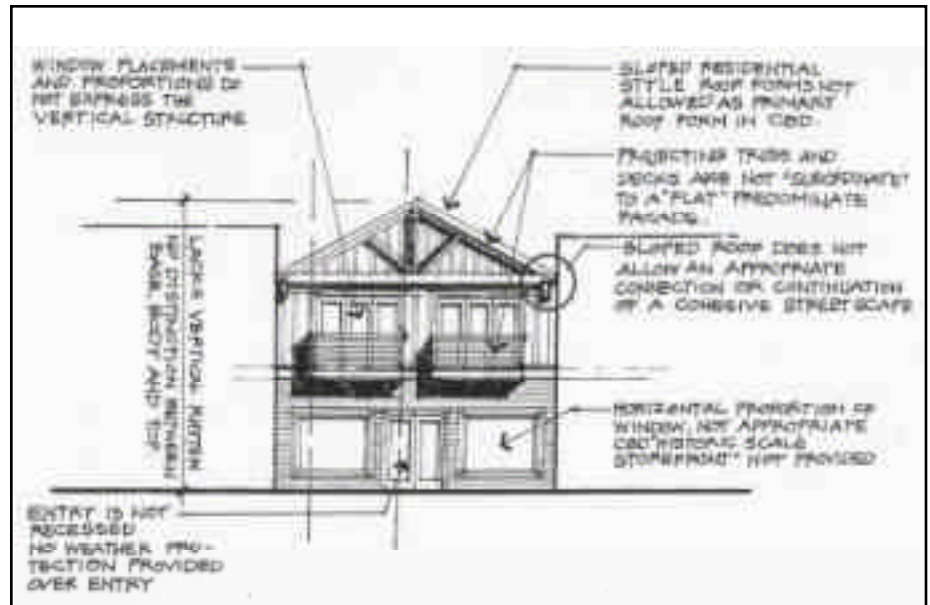 WINDOW PLACEMENTS
AND PROPORTIONS DO
NOT EXPRESS THE
VERTICAL STRUCTURE
SLOPED RESIDENTIAL
STYLE ROOF FORMS NOT
ALLOWED AS PRIMARY
ROOF FORM IN CBD.
PROJECTING TRUSS AND
DECKS ARE NOT "SUBORDINATE"
TO A "FLAT" PREDOMINATE
FACADE.
SLOPED ROOF DOES NOT
ALLOW AN APPROPRIATE
CONNECTION OR CONTINUATION
OF A COHESIVE STREETSCAPE
LACKS VERTICAL RHYTHM
NO DISTINCTION BETWEEN
BASE, BODY AND TOP
HORIZONTAL PROPORTION OF
WINDOW, NOT APPROPRIATE
CBD "HISTORIC SCALE
STOREFRONT" NOT PROVIDED
ENTRY IS NOT
RECESSED
NO WEATHER PRO-
TECTION PROVIDED
OVER ENTRY